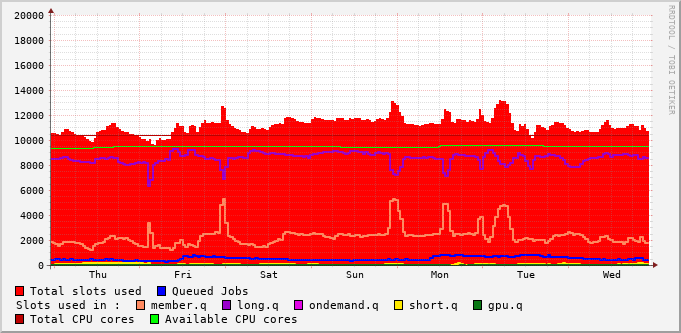 20000
18000
16000
14000
12000
10000
8000
6000
4000
2000
0
Thu Fri Sat Sun Mon Tue Wed
Total slots used Queued Jobs
Slots used in : member.q long.q ondemand.q short.q gpu.q
Total CPU cores Available CPU cores
RRDTOOL / TOBI OETIKER